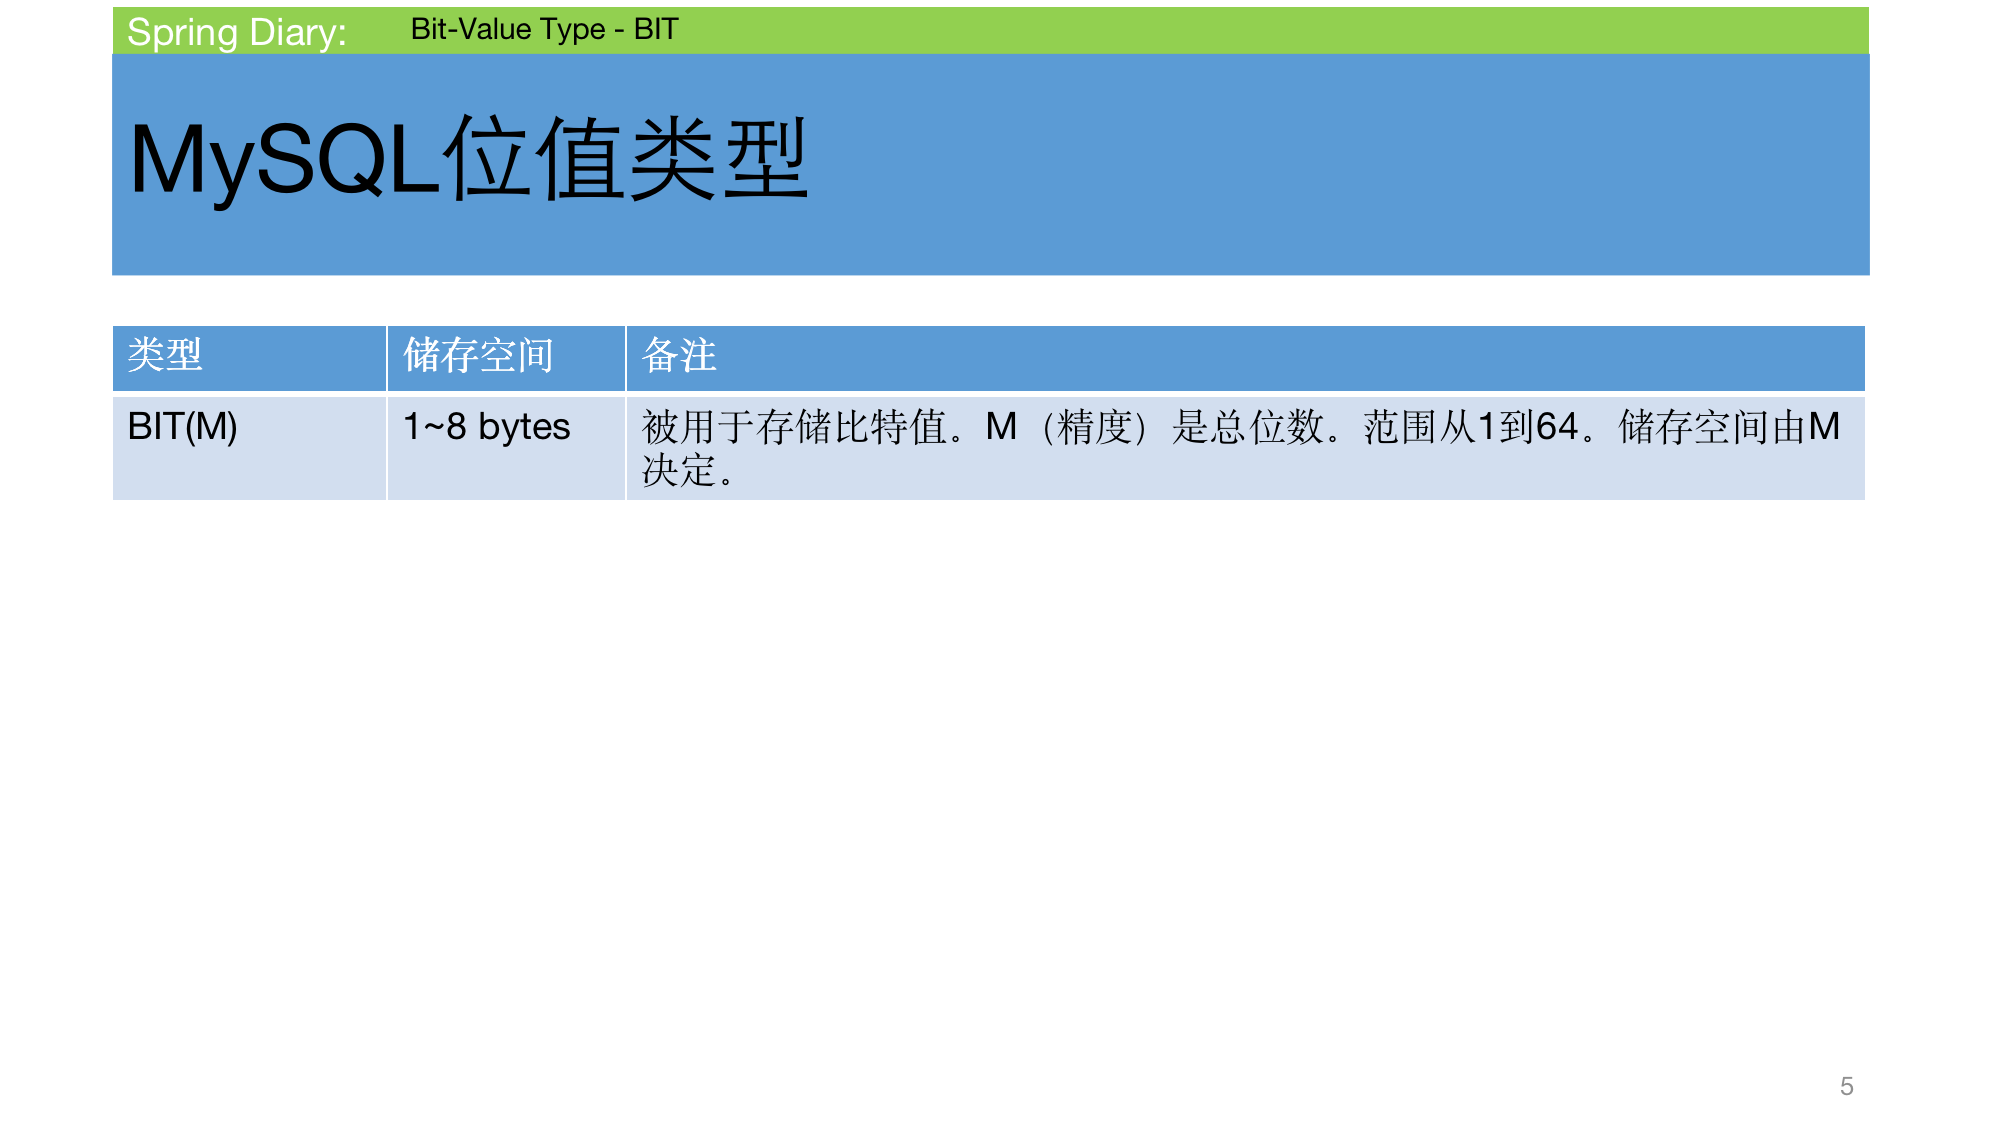 Spring Diary: Bit-Value Type - BIT
MySQL位值类型
类型 储存空间 备注
BIT(M) 1~8 bytes 被用于存储比特值。M（精度）是总位数。范围从1到64。储存空间由M
决定。
5